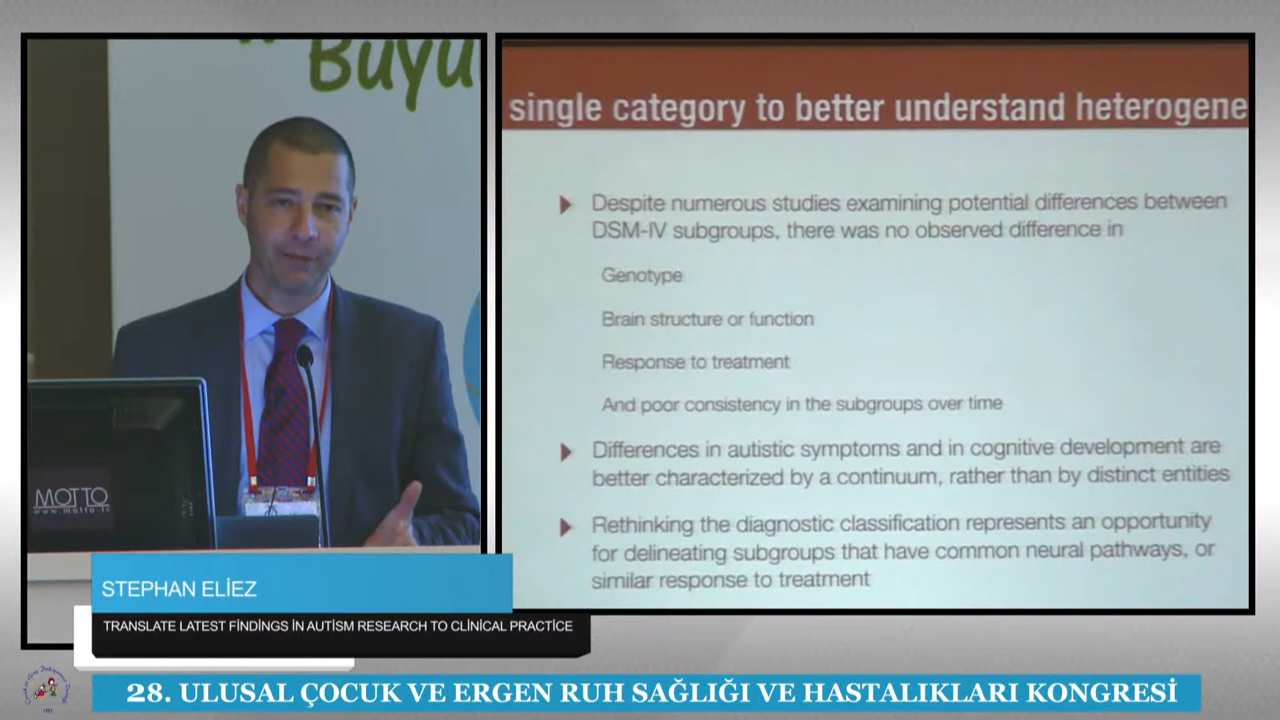 Büyü
single category to better understand heterogene
Despite numerous studies examining potential differences between
DSM-IV subgroups, there was no observed difference in
Genotype
Brain structure or function
Response to treatment
And poor consistency in the subgroups over time
Differences in autistic symptoms and in cognitive development are
better characterized by a continuum, rather than by distinct entities
Rethinking the diagnostic classification represents an opportunity
for delineating subgroups that have common neural pathways, or
similar response to treatment
MOTTO
www.motto.tc
STEPHAN ELİEZ
TRANSLATE LATEST FİNDİNGS İN AUTİSM RESEARCH TO CLİNİCAL PRACTİCE
28. ULUSAL ÇOCUK VE ERGEN RUH SAĞLIĞI VE HASTALIKLARI KONGRESİ